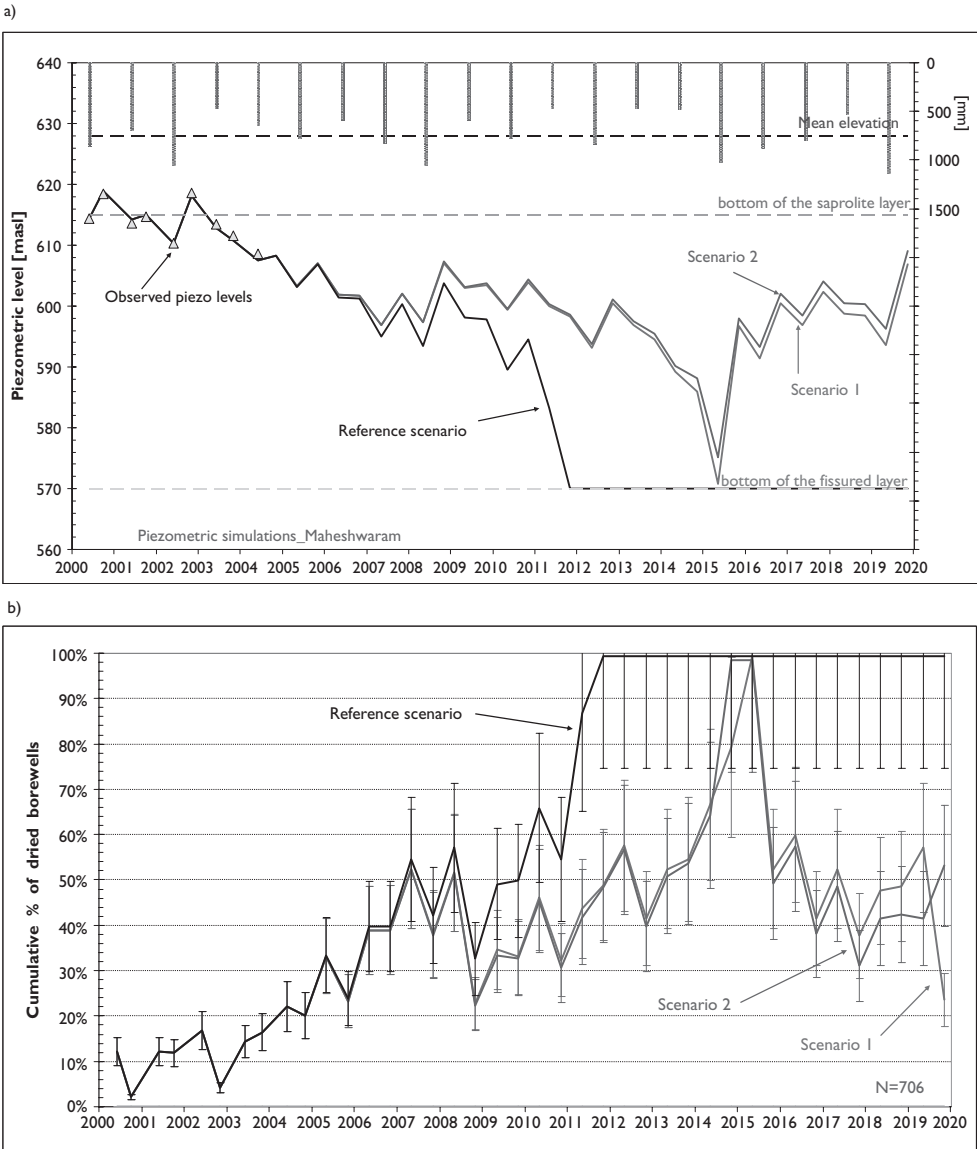 a)
640
630
620
610
600
590
580
570
560
Piezometric level [masl]
0
500
1000
1500
[mm]
Mean elevation
bottom of the saprolite layer
Scenario 2
Observed piezo levels
Scenario 1
Reference scenario
bottom of the fissured layer
Piezometric simulations_Maheshwaram
2000 2001 2002 2003 2004 2005 2006 2007 2008 2009 2010 2011 2012 2013 2014 2015 2016 2017 2018 2019 2020
b)
100%
90%
80%
70%
60%
50%
40%
30%
20%
10%
0%
Cumulative % of dried borewells
Reference scenario
Scenario 2
Scenario 1
N=706
2000 2001 2002 2003 2004 2005 2006 2007 2008 2009 2010 2011 2012 2013 2014 2015 2016 2017 2018 2019 2020